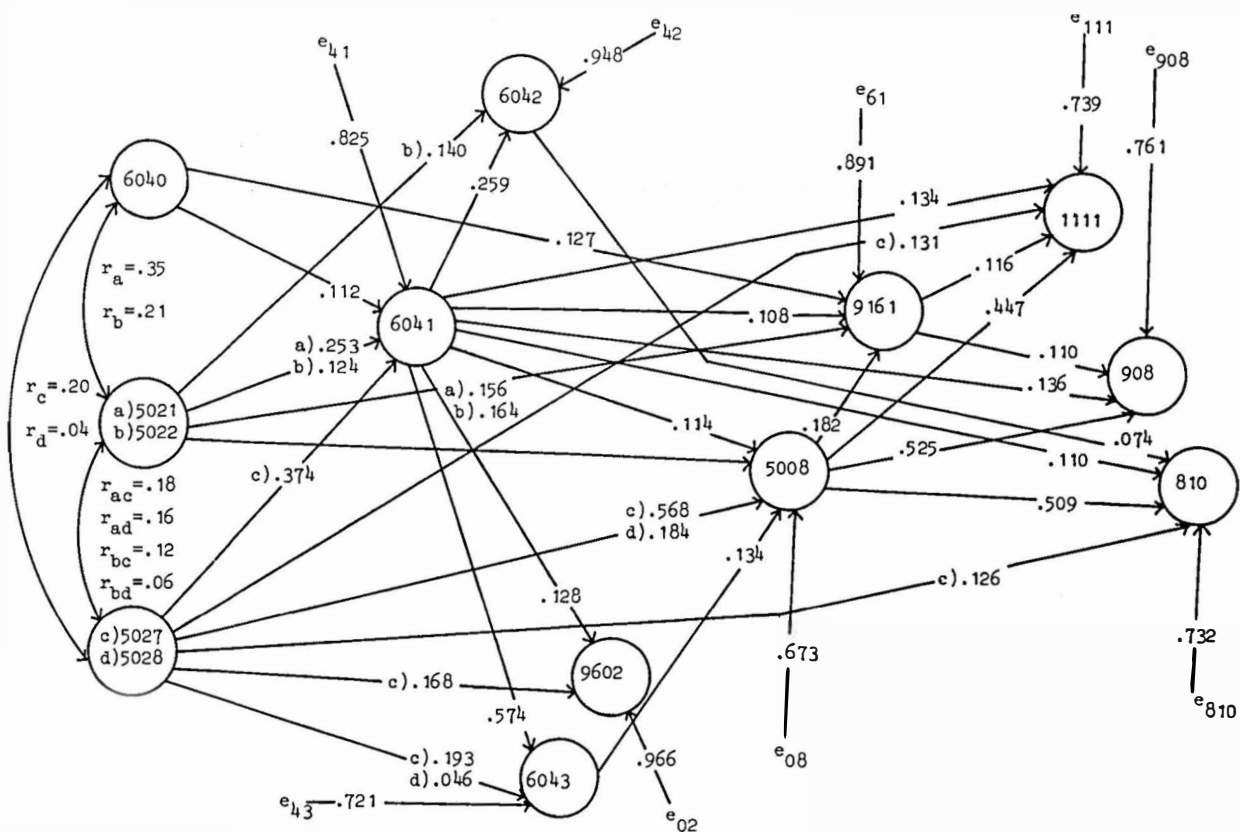 e111
e42
e41
e908
.948
6042
e61
.739
.825
b).140
.761
6040
.259
.891
.134
1111
.127
c).131
ra=.35
.116
.112
rb=.21
9161
.447
6041
.108
a).253
.110
b).124
908
.136
rc=.20
a)5021
a).156
rd=.04
b)5022
b).164
.114
.182
.074
.525
.110
5008
810
rac=.18
c).374
rad=.16
c).568
.509
rbc=.12
d).184
.134
rbd=.06
c).126
.128
c)5027
d)5028
.673
.732
9602
c).168
e810
.574
e08
c).193
.966
d).046
6043
e43
.721
e02